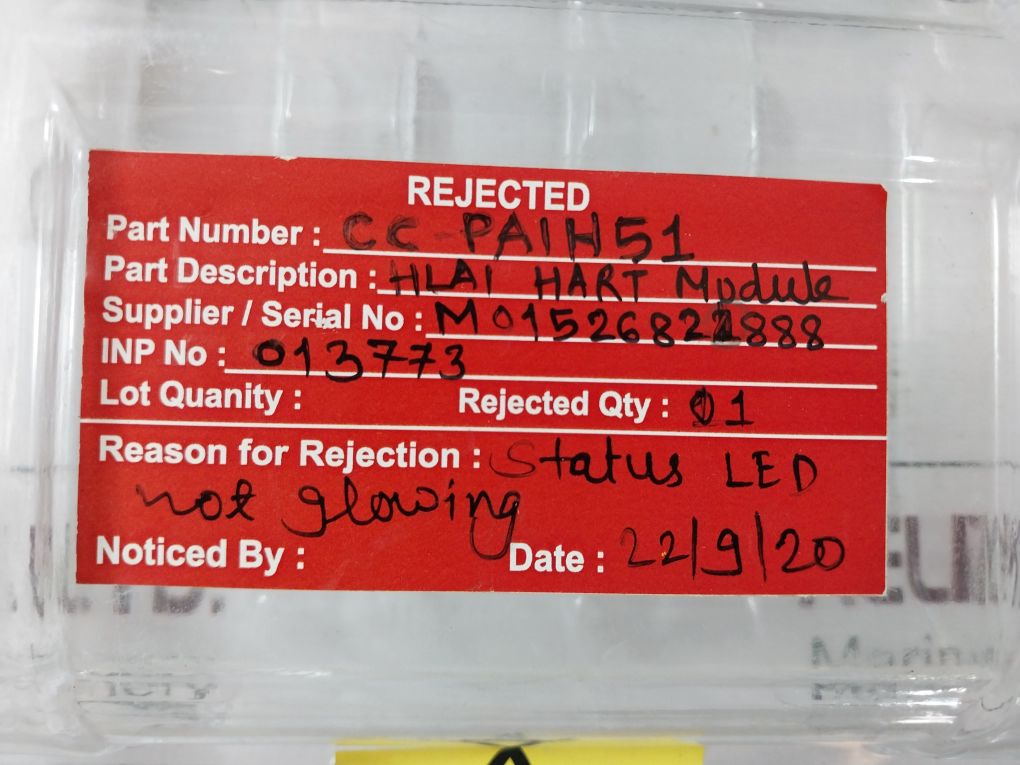 REJECTED
Part Number : CC-PAIH51
Part Description : HLAI HART Module
Supplier / Serial No : M01526821888
INP No : 013773
Lot Quanity : Rejected Qty : 01
Reason for Rejection : Status LED
not glowing
Noticed By : Date : 22/9/20